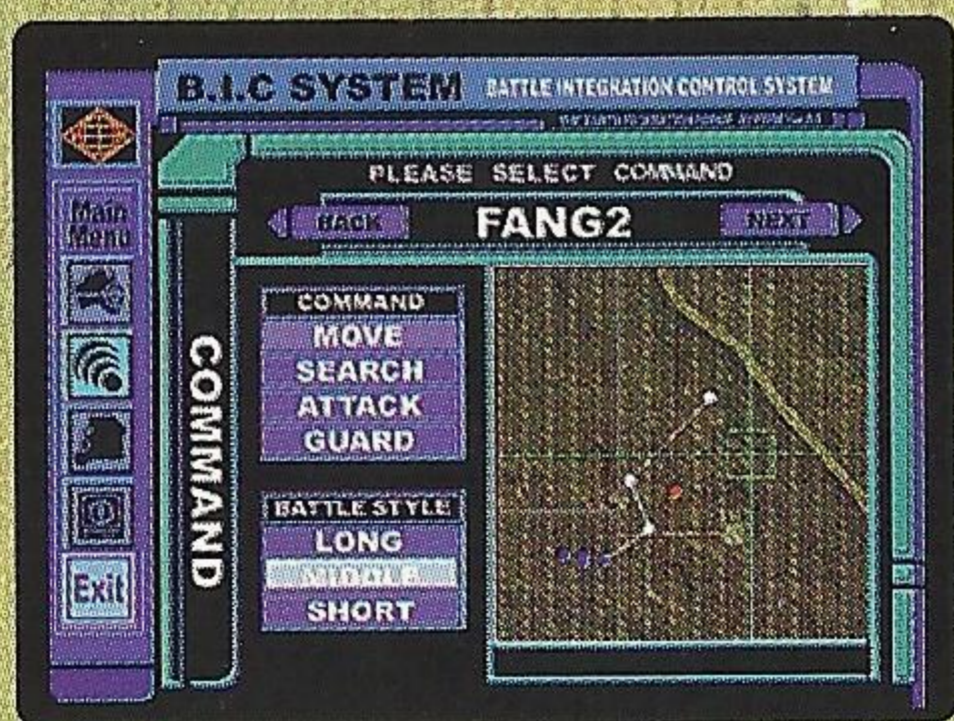 B.I.C SYSTEM BATTLE INTEGRATION CONTROL SYSTEM
PLEASE SELECT COMMAND
BACK FANG2 NEXT
Main
Menu
Exit
COMMAND
COMMAND
MOVE
SEARCH
ATTACK
GUARD
BATTLE STYLE
LONG
MIDDLE
SHORT